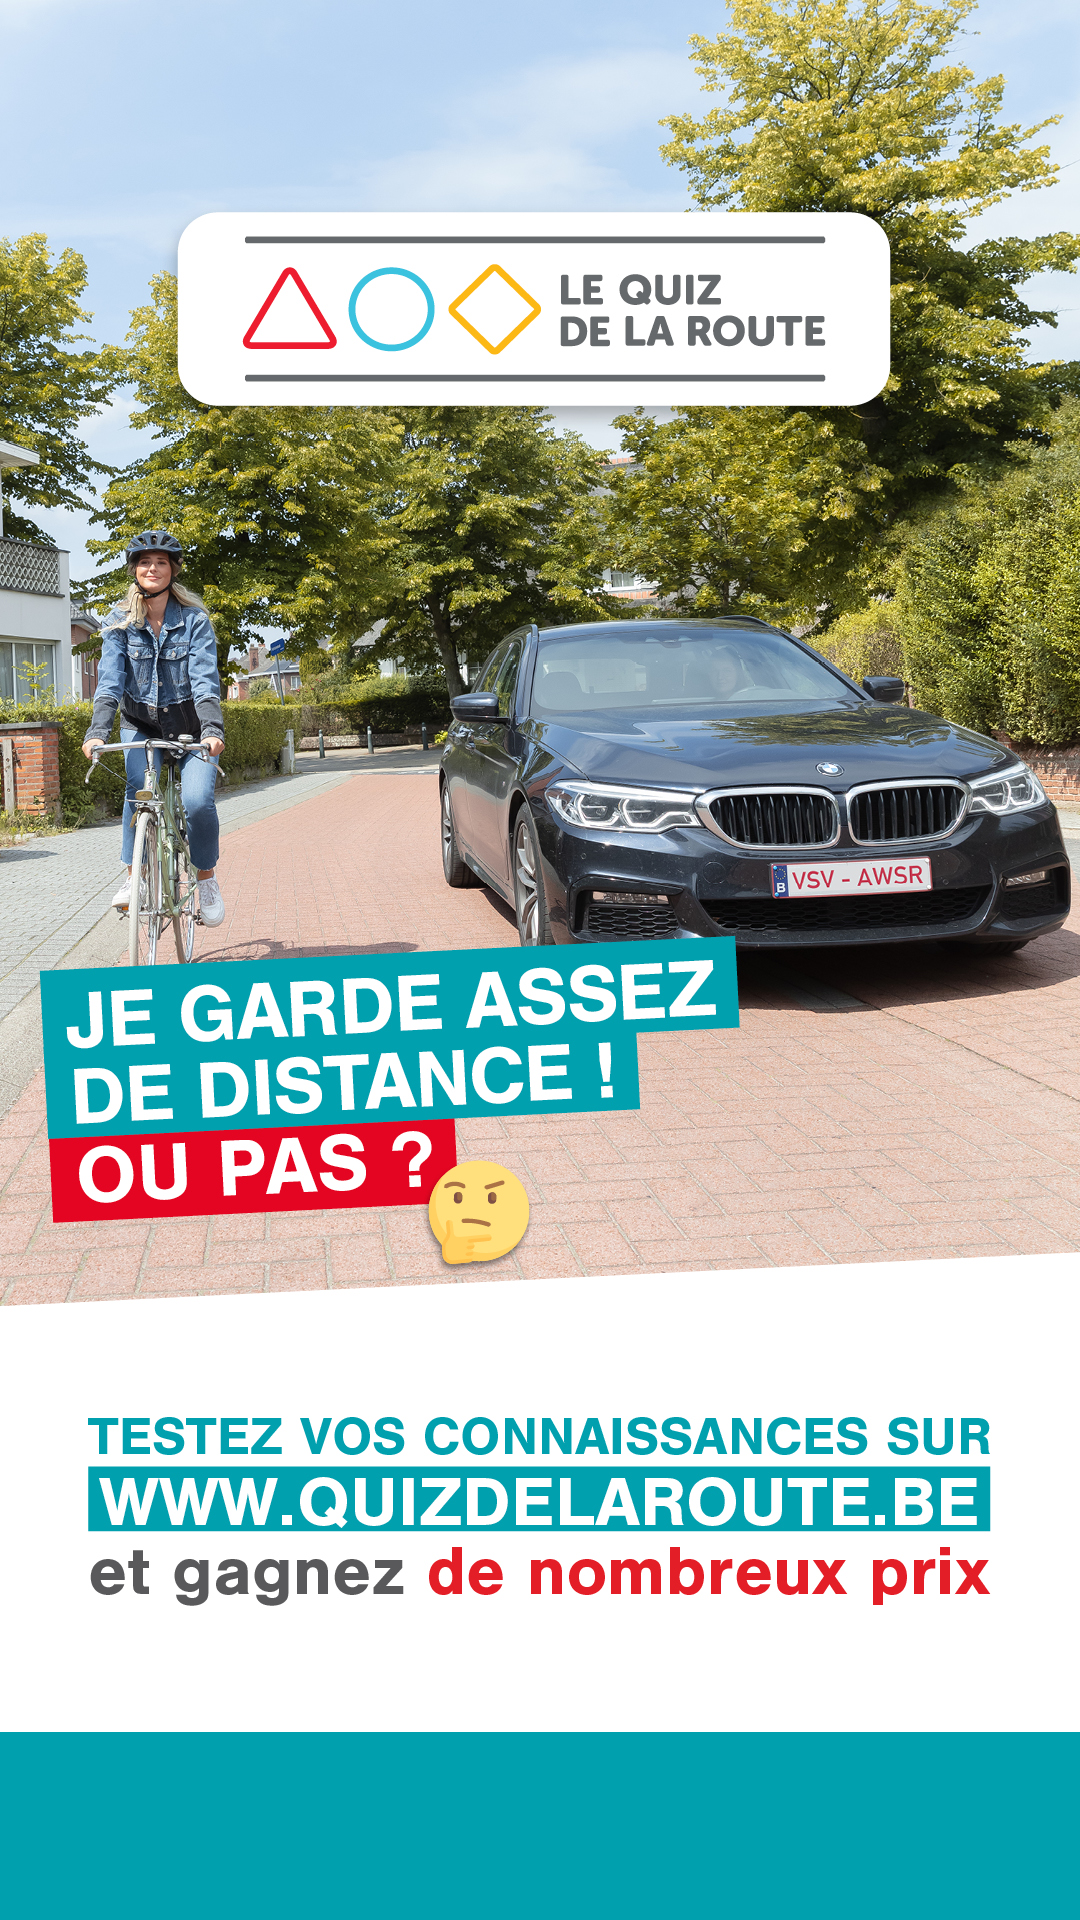 LE QUIZ
DE LA ROUTE
B VSV - AWSR
JE GARDE ASSEZ
DE DISTANCE !
OU PAS ?
TESTEZ VOS CONNAISSANCES SUR
WWW.QUIZDELAROUTE.BE
et gagnez de nombreux prix